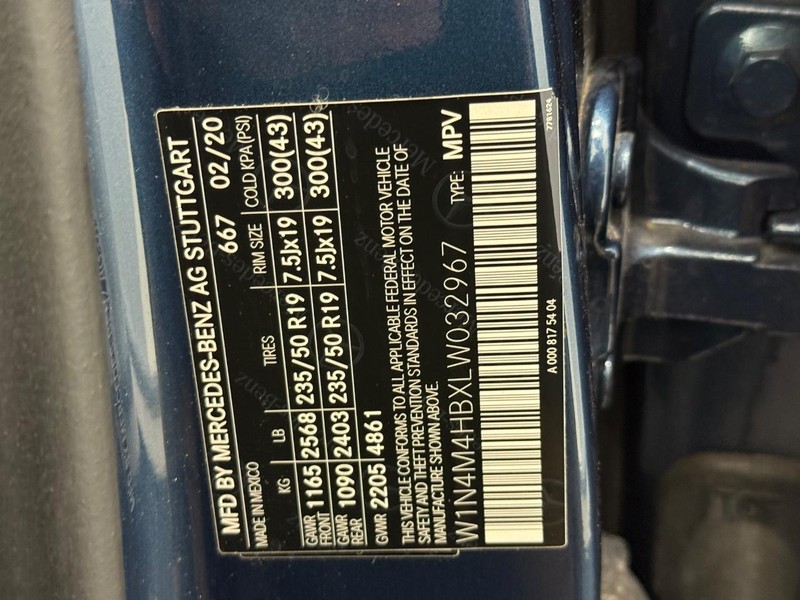 MFD BY MERCEDES-BENZ AG STUTTGART
MADE IN MEXICO 667 02/20
KG LB TIRES RIM SIZE COLD KPA(PSI)
GAWR FRONT 1165 2568 235/50 R19 7.5Jx19 300(43)
GAWR REAR 1090 2403 235/50 R19 7.5Jx19 300(43)
GWR 2205 4861
THIS VEHICLE CONFORMS TO ALL APPLICABLE FEDERAL MOTOR VEHICLE
SAFETY AND THEFT PREVENTION STANDARDS IN EFFECT ON THE DATE OF
MANUFACTURE SHOWN ABOVE.
W1N4M4HBXLW032967 TYPE: MPV
A 000 817 54 04
7781624